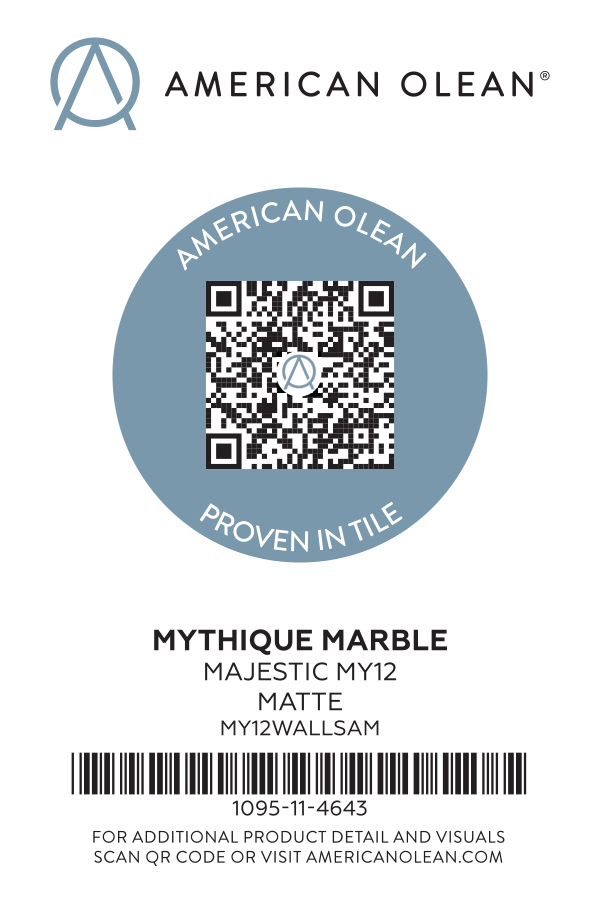 AMERICAN OLEAN®
AMERICAN OLEAN
PROVEN IN TILE
MYTHIQUE MARBLE
MAJESTIC MY12
MATTE
MY12WALLSAM
1095-11-4643
FOR ADDITIONAL PRODUCT DETAIL AND VISUALS
SCAN QR CODE OR VISIT AMERICANOLEAN.COM